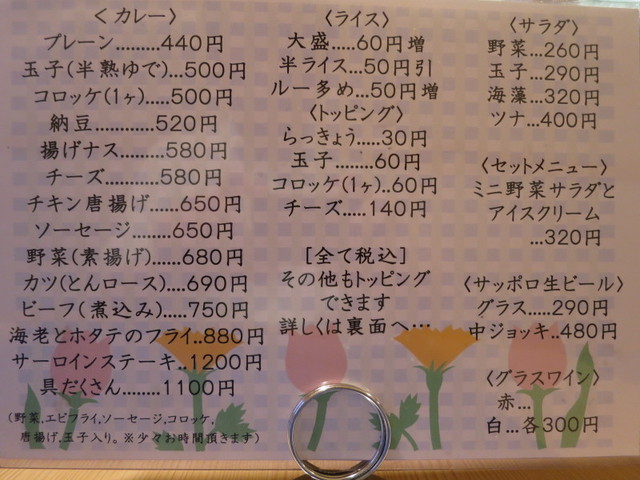 〈カレー〉
プレーン.........440円
玉子(半熟ゆで)...500円
コロッケ(1ヶ).....500円
納豆............520円
揚げナス.......580円
チーズ..........580円
チキン唐揚げ......650円
ソーセージ.......650円
野菜(素揚げ)......680円
カツ(とんロース)....690円
ビーフ(煮込み).....750円
海老とホタテのフライ..880円
サーロインステーキ...1200円
具だくさん.......1100円
(野菜,エビフライ,ソーセージ,コロッケ,
唐揚げ,玉子入り。※少々お時間頂きます)
〈ライス〉
大盛.....60円増
半ライス...50円引
ルー多め...50円増
〈トッピング〉
らっきょう.....30円
玉子........60円
コロッケ(1ヶ)..60円
チーズ.....140円
[全て税込]
その他もトッピング
できます
詳しくは裏面へ…
〈サラダ〉
野菜...260円
玉子...290円
海藻...320円
ツナ...400円
〈セットメニュー〉
ミニ野菜サラダと
アイスクリーム
...320円
〈サッポロ生ビール〉
グラス.....290円
中ジョッキ..480円
〈グラスワイン〉
赤...
白...各300円